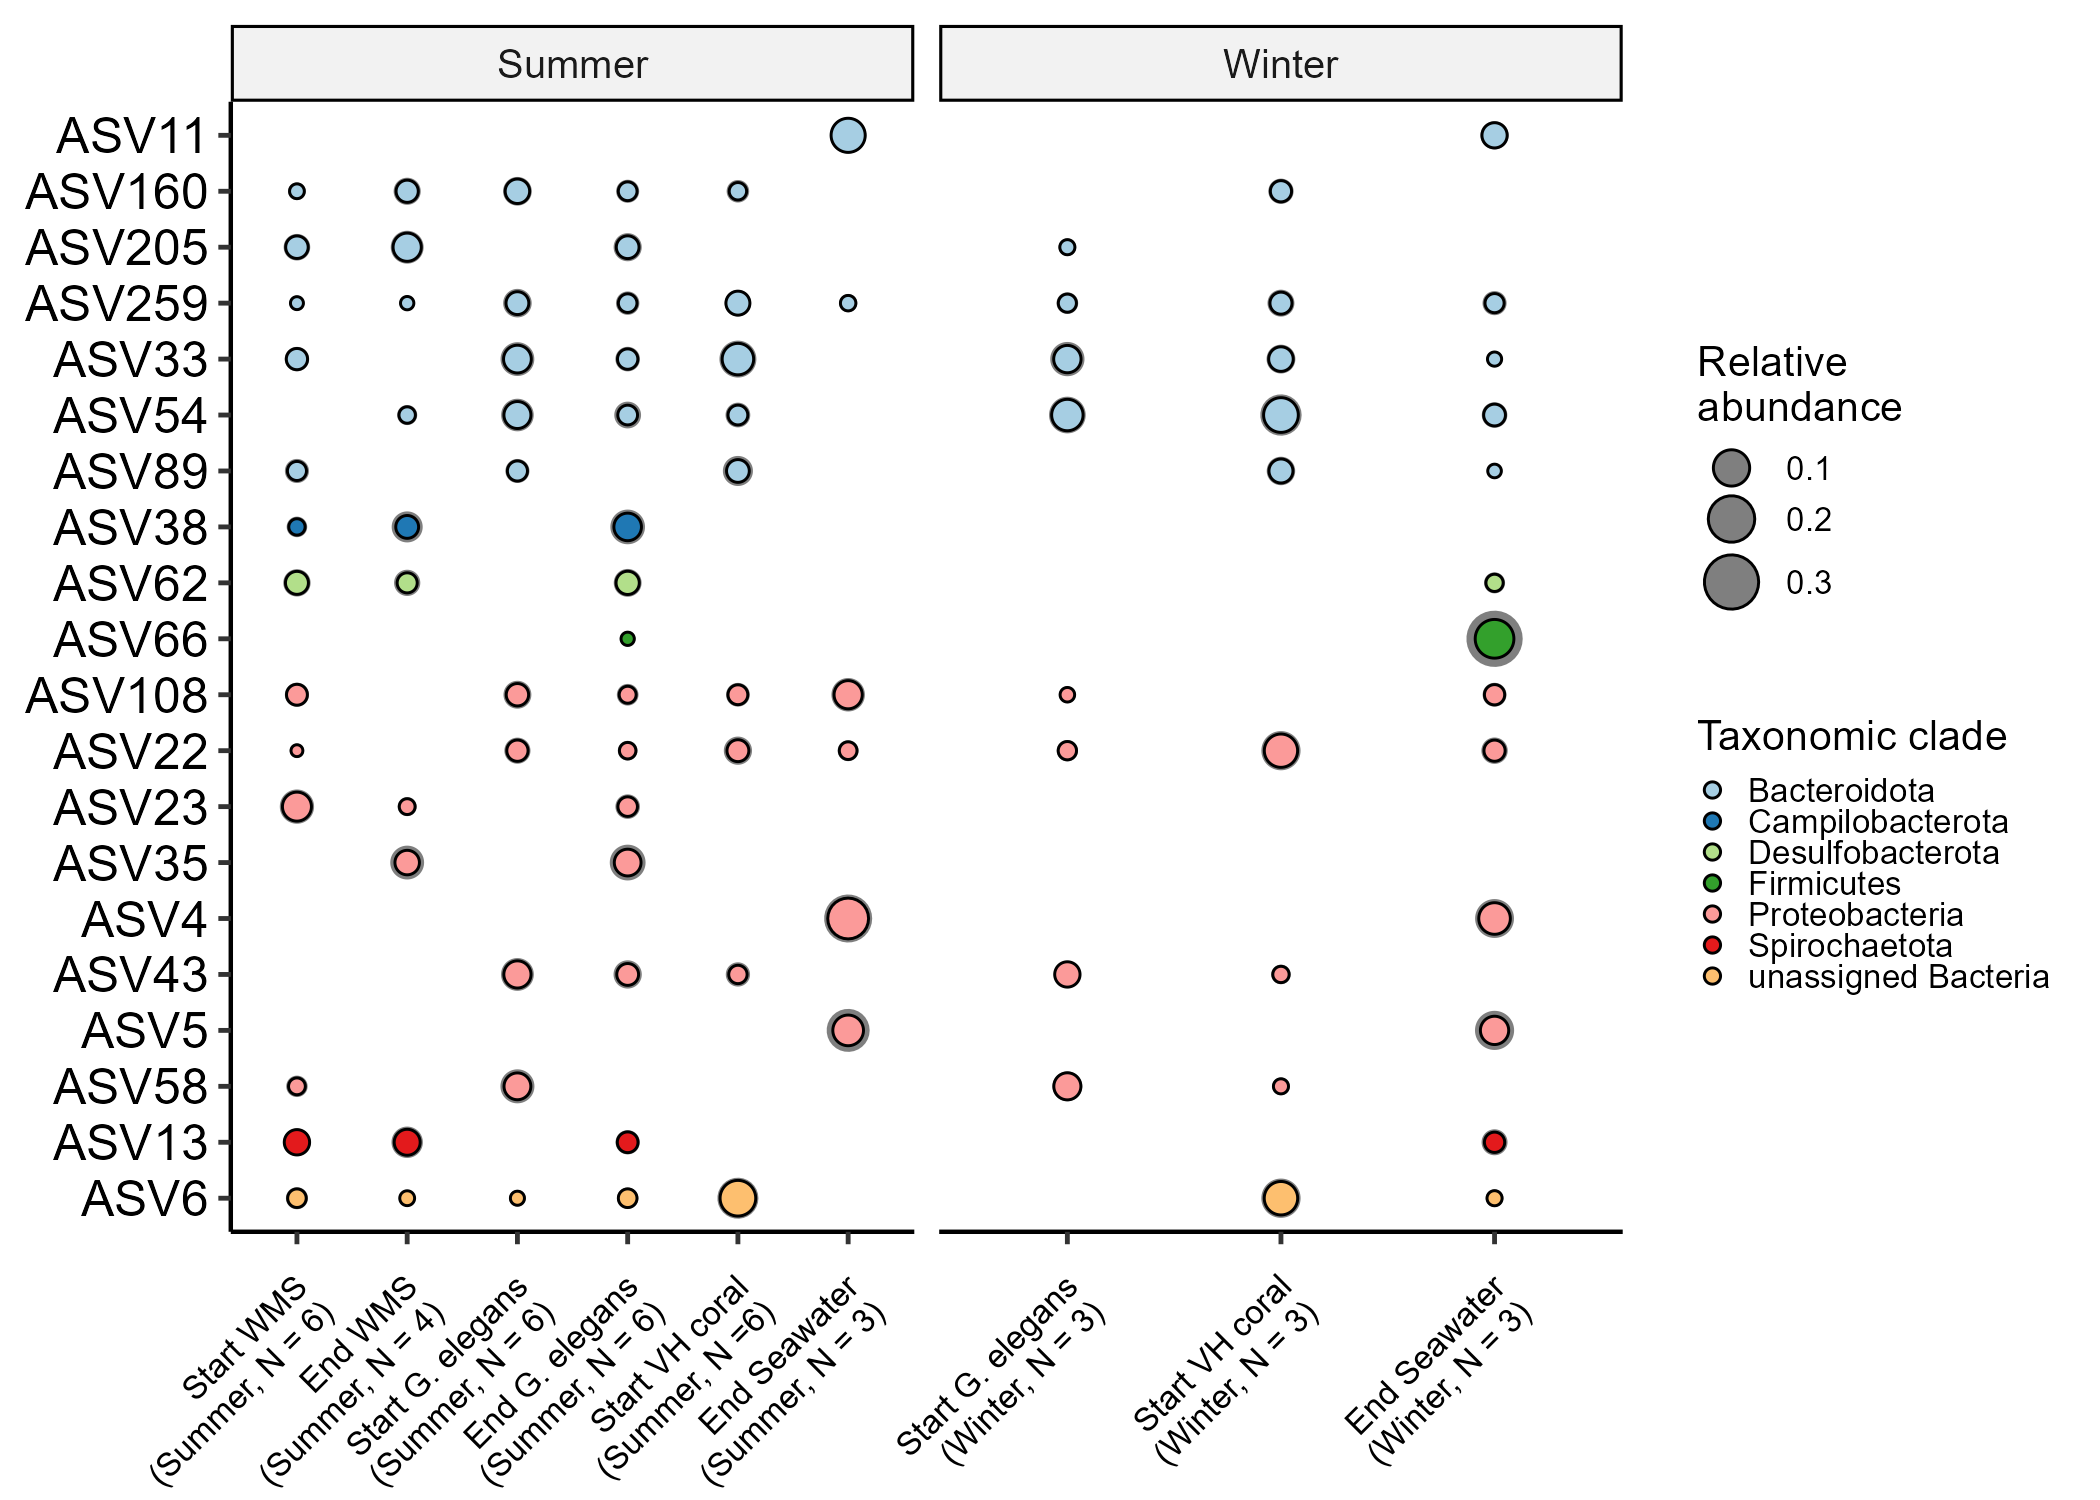 Summer
Winter
ASV11
ASV160
ASV205
ASV259
ASV33
ASV54
ASV89
ASV38
ASV62
ASV66
ASV108
ASV22
ASV23
ASV35
ASV4
ASV43
ASV5
ASV58
ASV13
ASV6
Start WMS
(Summer, N = 6)
End WMS
(Summer, N = 4)
Start G. elegans
(Summer, N = 6)
End G. elegans
(Summer, N = 6)
Start VH coral
(Summer, N =6)
End Seawater
(Summer, N = 3)
Start G. elegans
(Winter, N = 3)
Start VH coral
(Winter, N = 3)
End Seawater
(Winter, N = 3)
Relative
abundance
0.1
0.2
0.3
Taxonomic clade
Bacteroidota
Campilobacterota
Desulfobacterota
Firmicutes
Proteobacteria
Spirochaetota
unassigned Bacteria